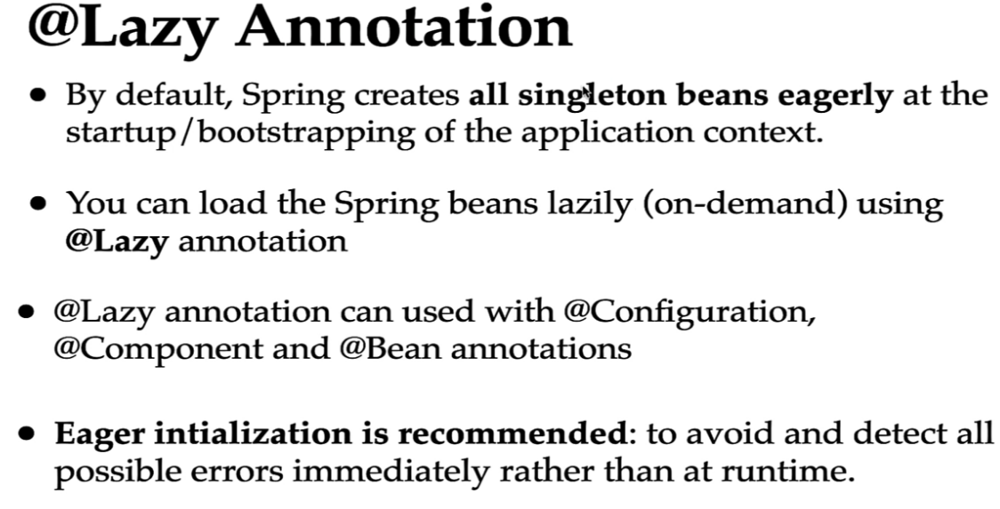 @Lazy Annotation
• By default, Spring creates all singleton beans eagerly at the
startup/bootstrapping of the application context.
• You can load the Spring beans lazily (on-demand) using
@Lazy annotation
• @Lazy annotation can used with @Configuration,
@Component and @Bean annotations
• Eager intialization is recommended: to avoid and detect all
possible errors immediately rather than at runtime.